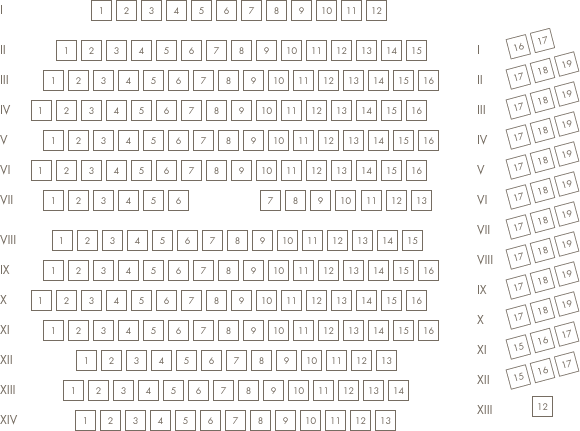 I 1 2 3 4 5 6 7 8 9 10 11 12
II 1 2 3 4 5 6 7 8 9 10 11 12 13 14 15
III 1 2 3 4 5 6 7 8 9 10 11 12 13 14 15 16
IV 1 2 3 4 5 6 7 8 9 10 11 12 13 14 15 16
V 1 2 3 4 5 6 7 8 9 10 11 12 13 14 15 16
VI 1 2 3 4 5 6 7 8 9 10 11 12 13 14 15 16
VII 1 2 3 4 5 6 7 8 9 10 11 12 13
VIII 1 2 3 4 5 6 7 8 9 10 11 12 13 14 15
IX 1 2 3 4 5 6 7 8 9 10 11 12 13 14 15 16
X 1 2 3 4 5 6 7 8 9 10 11 12 13 14 15 16
XI 1 2 3 4 5 6 7 8 9 10 11 12 13 14 15 16
XII 1 2 3 4 5 6 7 8 9 10 11 12 13
XIII 1 2 3 4 5 6 7 8 9 10 11 12 13 14
XIV 1 2 3 4 5 6 7 8 9 10 11 12 13
I 16 17
II 17 18 19
III 17 18 19
IV 17 18 19
V 17 18 19
VI 17 18 19
VII 17 18 19
VIII 17 18 19
IX 17 18 19
X 17 18 19
XI 15 16 17
XII 15 16 17
XIII 12